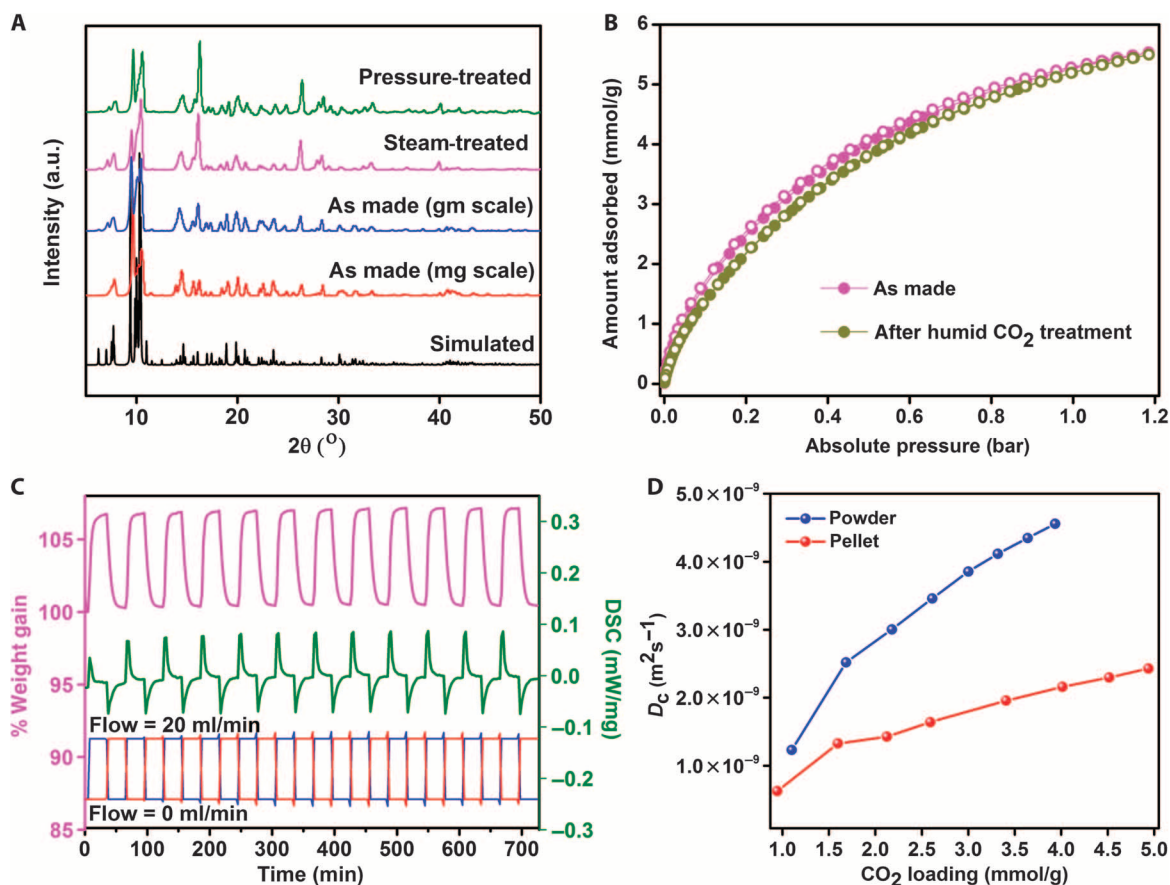 A
Pressure-treated
Steam-treated
As made (gm scale)
As made (mg scale)
Simulated
Intensity (a.u.)
10 20 30 40 50
2θ (O)
B
6
5
4
3
2
1
0
Amount adsorbed (mmol/g)
As made
After humid CO2 treatment
0.0 0.2 0.4 0.6 0.8 1.0 1.2
Absolute pressure (bar)
C
105
100
95
90
85
% Weight gain
0.3
0.2
0.1
0.0
−0.1
−0.2
−0.3
DSC (mW/mg)
Flow = 20 ml/min
Flow = 0 ml/min
0 100 200 300 400 500 600 700
Time (min)
D
5.0 × 10−9
4.0 × 10−9
3.0 × 10−9
2.0 × 10−9
1.0 × 10−9
Dc (m2s−1)
Powder
Pellet
1.0 1.5 2.0 2.5 3.0 3.5 4.0 4.5 5.0
CO2 loading (mmol/g)